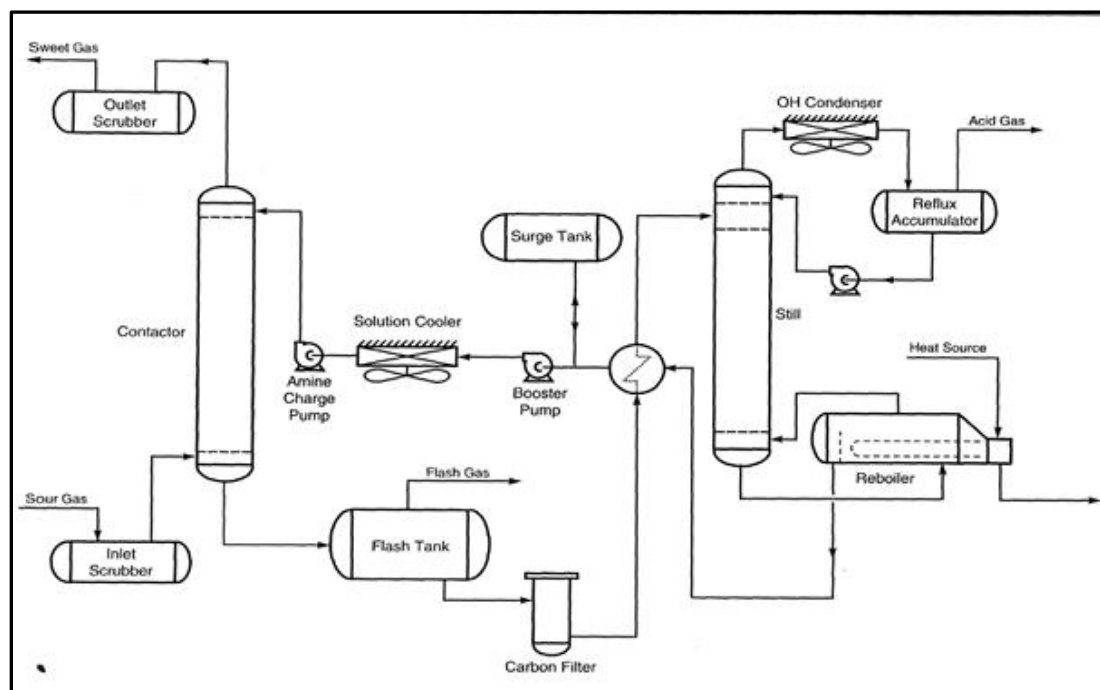 Sweet Gas
Outlet
Scrubber
OH Condenser
Acid Gas
Reflux
Accumulator
Surge Tank
Contactor
Solution Cooler
Still
Heat Source
Amine
Charge
Pump
Booster
Pump
Flash Gas
Reboiler
Sour Gas
Flash Tank
Inlet
Scrubber
Carbon Filter